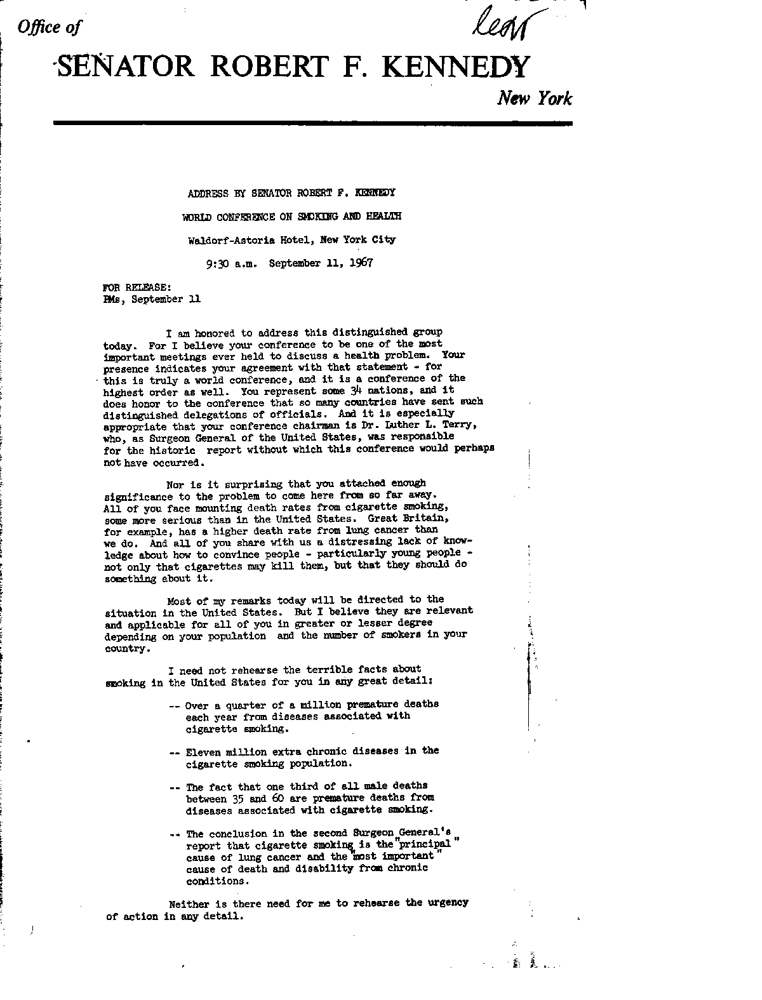 Office of
SENATOR ROBERT F. KENNEDY
New York
ADDRESS BY SENATOR ROBERT F. KENNEDY
WORLD CONFERENCE ON SMOKING AND HEALTH
Waldorf-Astoria Hotel, New York City
9:30 a.m. September 11, 1967
FOR RELEASE:
PMs, September 11
I am honored to address this distinguished group
today. For I believe your conference to be one of the most
important meetings ever held to discuss a health problem. Your
presence indicates your agreement with that statement - for
this is truly a world conference, and it is a conference of the
highest order as well. You represent some 34 nations, and it
does honor to the conference that so many countries have sent such
distinguished delegations of officials. And it is especially
appropriate that your conference chairman is Dr. Luther L. Terry,
who, as Surgeon General of the United States, was responsible
for the historic report without which this conference would perhaps
not have occurred.
Nor is it surprising that you attached enough
significance to the problem to come here from so far away.
All of you face mounting death rates from cigarette smoking,
some more serious than in the United States. Great Britain,
for example, has a higher death rate from lung cancer than
we do. And all of you share with us a distressing lack of know-
ledge about how to convince people - particularly young people -
not only that cigarettes may kill them, but that they should do
something about it.
Most of my remarks today will be directed to the
situation in the United States. But I believe they are relevant
and applicable for all of you in greater or lesser degree
depending on your population and the number of smokers in your
country.
I need not rehearse the terrible facts about
smoking in the United States for you in any great detail:
-- Over a quarter of a million premature deaths
each year from diseases associated with
cigarette smoking.
-- Eleven million extra chronic diseases in the
cigarette smoking population.
-- The fact that one third of all male deaths
between 35 and 60 are premature deaths from
diseases associated with cigarette smoking.
-- The conclusion in the second Surgeon General's
report that cigarette smoking is the "principal"
cause of lung cancer and the "most important"
cause of death and disability from chronic
conditions.
Neither is there need for me to rehearse the urgency
of action in any detail.